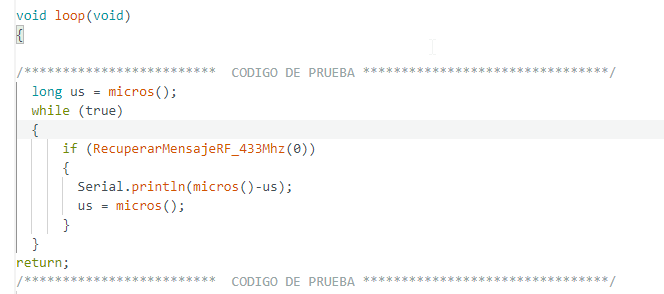 void loop(void)
{
/************************* CODIGO DE PRUEBA ********************************/
long us = micros();
while (true)
{
if (RecuperarMensajeRF_433Mhz(0))
{
Serial.println(micros()-us);
us = micros();
}
}
return;
/************************* CODIGO DE PRUEBA ********************************/